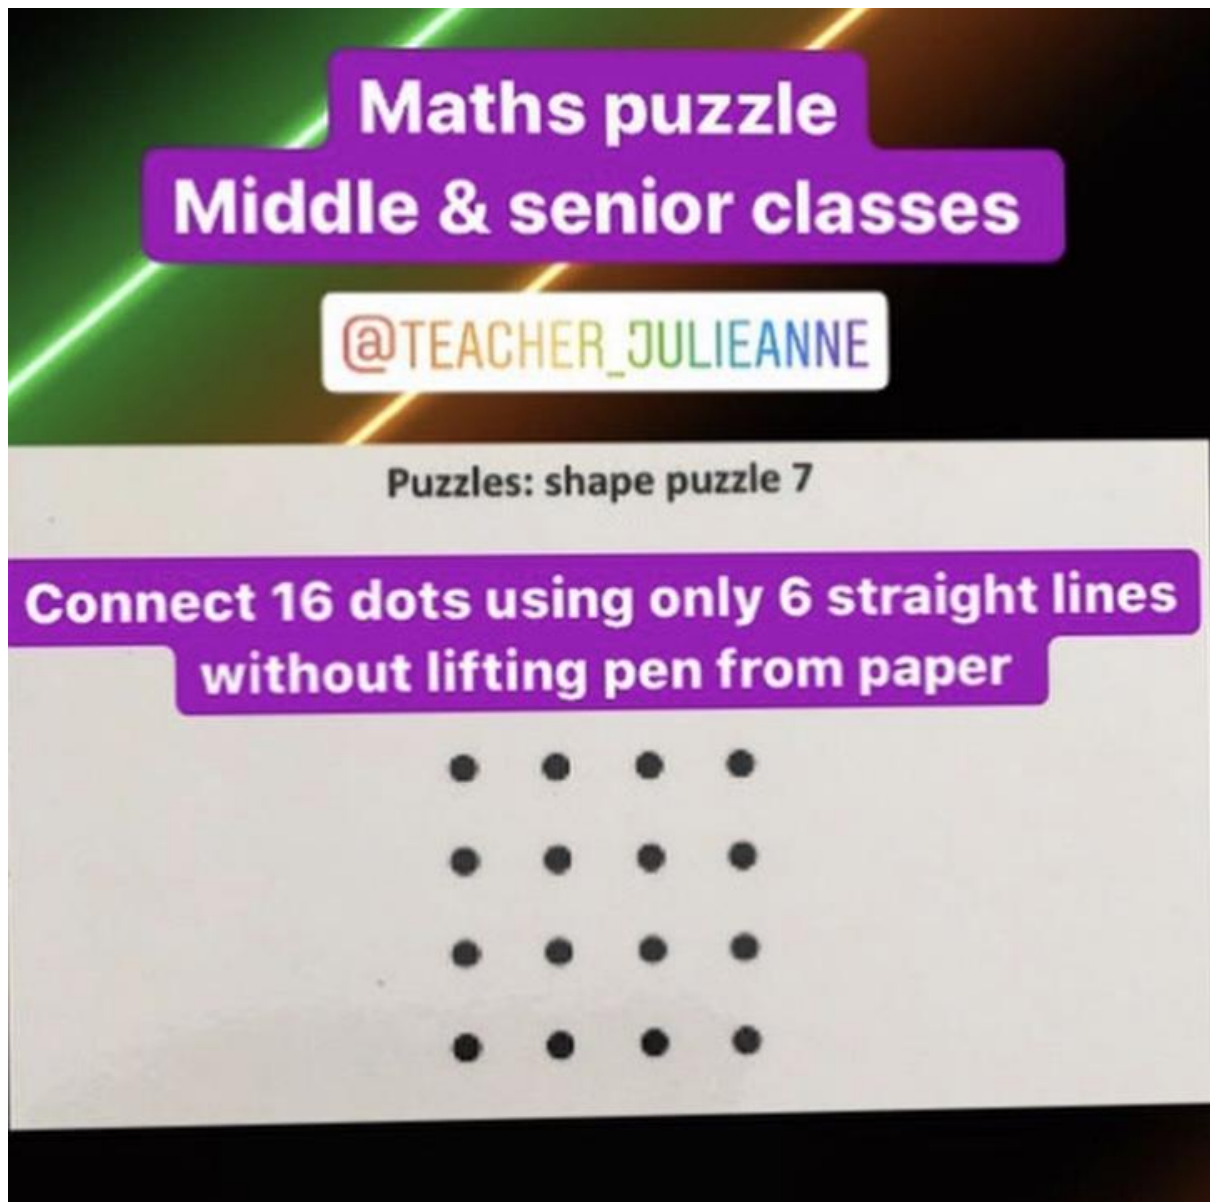 Maths puzzle
Middle & senior classes
@TEACHER_JULIEANNE
Puzzles: shape puzzle 7
Connect 16 dots using only 6 straight lines
without lifting pen from paper